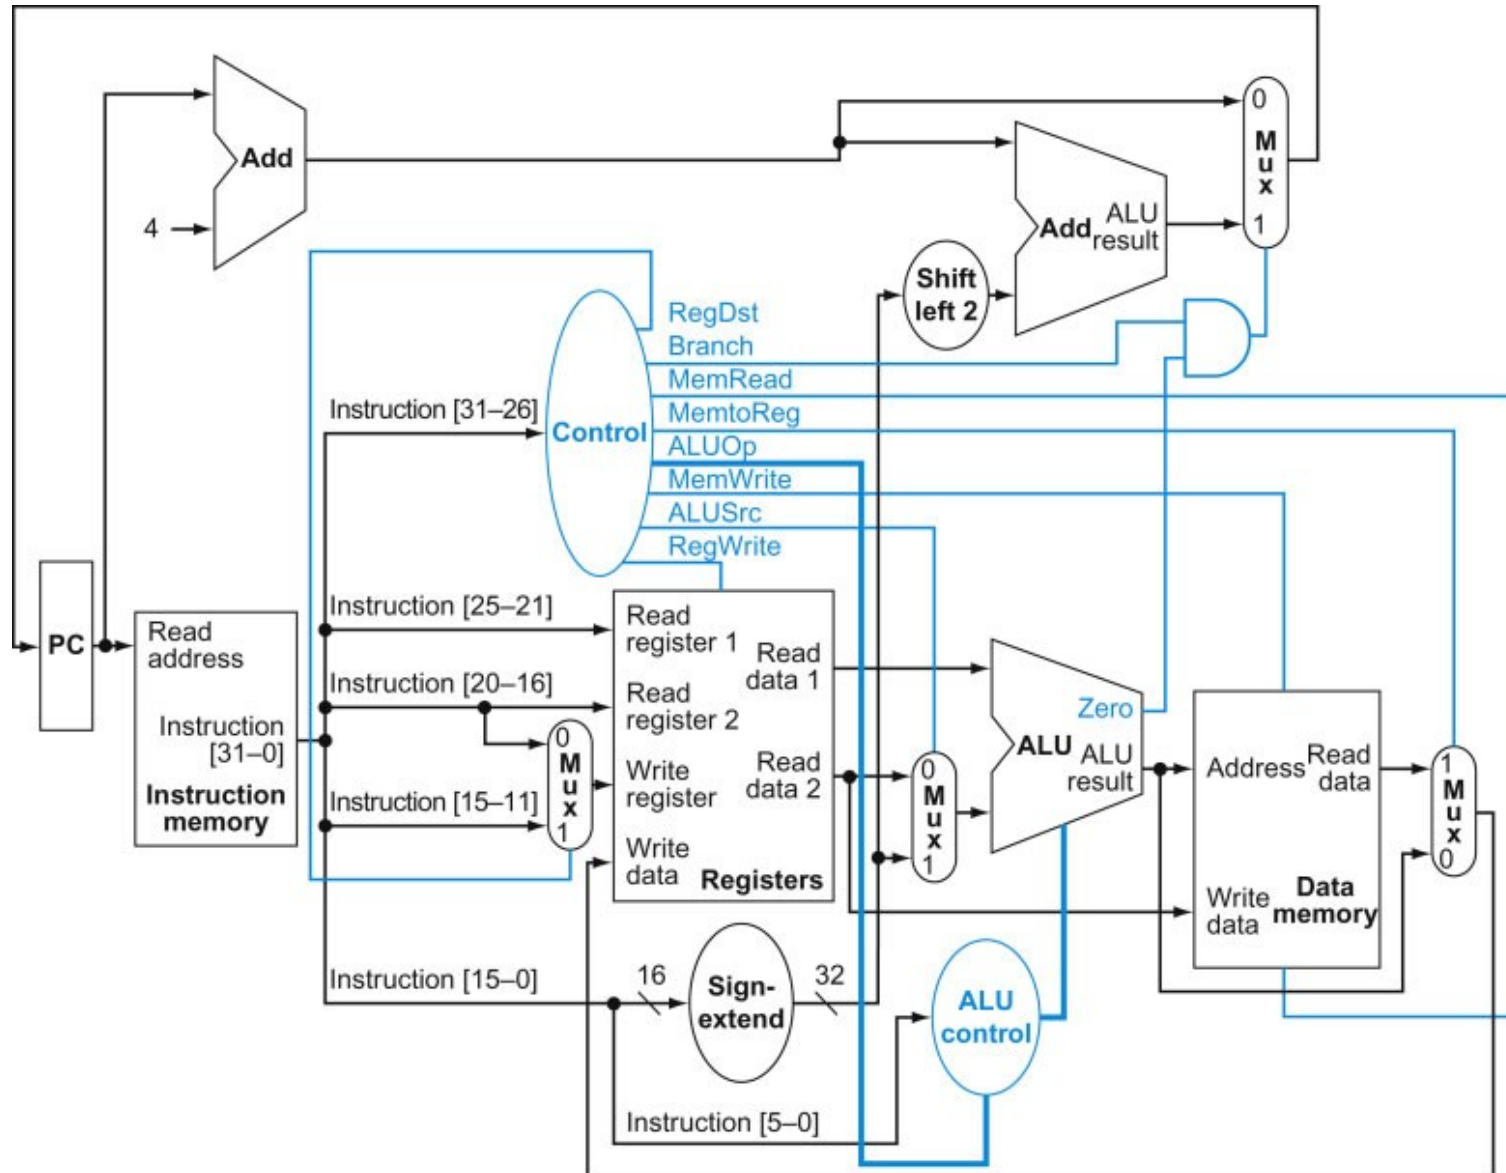 0
M
u
x
1
Add
4
Add
ALU
result
Shift
left 2
RegDst
Branch
MemRead
MemtoReg
ALUOp
MemWrite
ALUSrc
RegWrite
Instruction [31–26]
Control
PC
Read
address
Instruction
[31–0]
Instruction
memory
Instruction [25–21]
Instruction [20–16]
Instruction [15–11]
0
M
u
x
1
Read
register 1
Read
register 2
Write
register
Write
data
Read
data 1
Read
data 2
Registers
0
M
u
x
1
Zero
ALU
ALU
result
Address
Read
data
Write
data
Data
memory
1
M
u
x
0
Instruction [15–0]
16
Sign-
extend
32
ALU
control
Instruction [5–0]